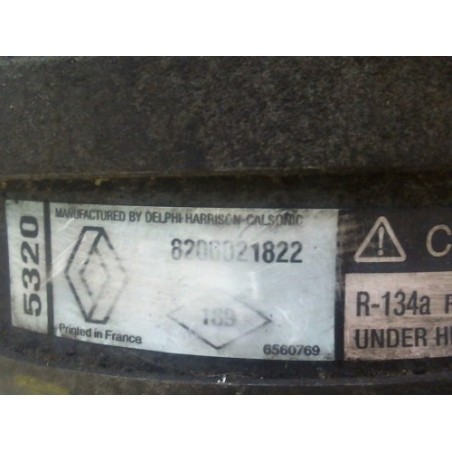 5320
MANUFACTURED BY DELPHI-HARRISON-CALSONIC
8200021822
189
Printed in France
6560769
C
R-134a
UNDER